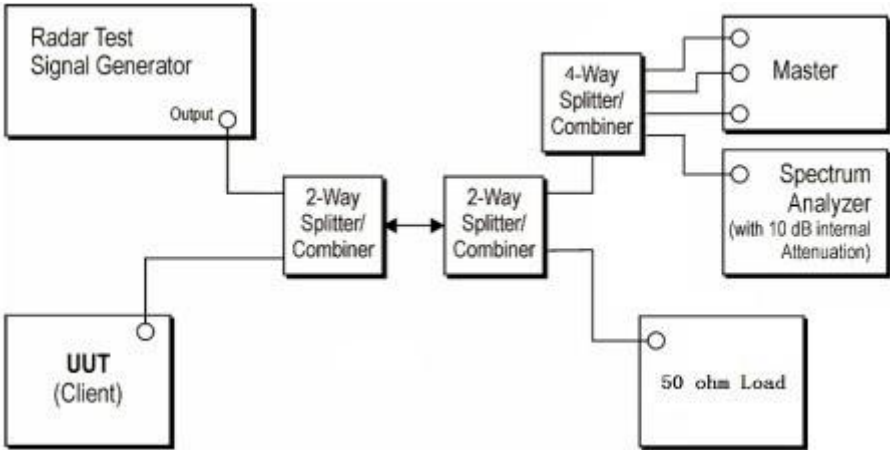 Radar Test
Signal Generator
Output
4-Way
Splitter/
Combiner
Master
2-Way
Splitter/
Combiner
2-Way
Splitter/
Combiner
Spectrum
Analyzer
(with 10 dB internal
Attenuation)
UUT
(Client)
50 ohm Load